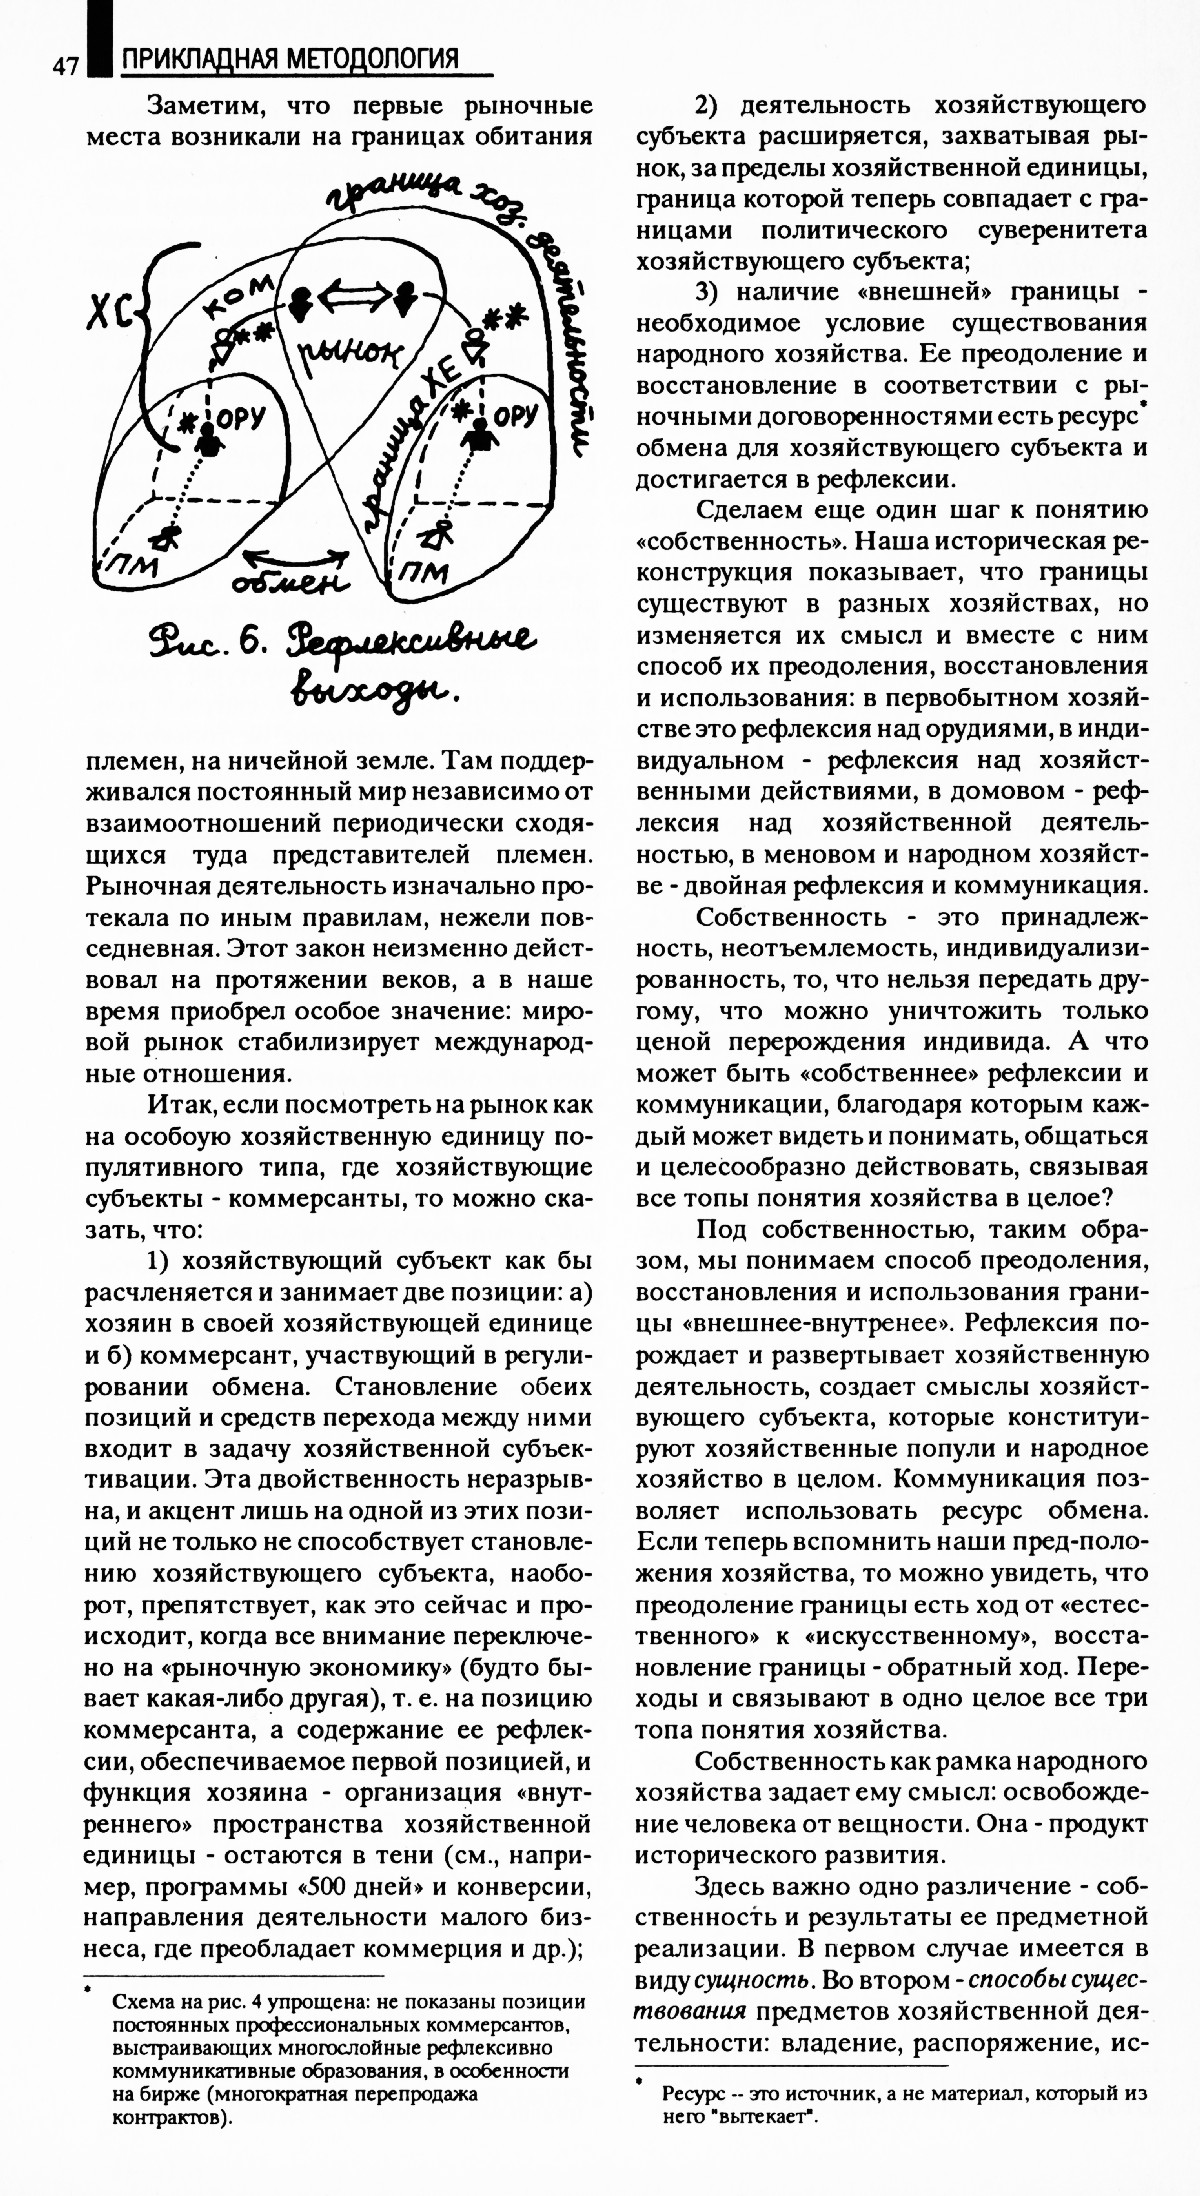 47
ПРИКЛАДНАЯ МЕТОДОЛОГИЯ
Заметим, что первые рыночные
места возникали на границах обитания
граница хоз. деятельности
ХС
КОМ
**
**
рынок
граница ХЕ
*
ОРУ
*
ОРУ
ПМ
ПМ
обмен
Рис. 6. Рефлексивные
выходы.
племен, на ничейной земле. Там поддер-
живался постоянный мир независимо от
взаимоотношений периодически сходя-
щихся туда представителей племен.
Рыночная деятельность изначально про-
текала по иным правилам, нежели пов-
седневная. Этот закон неизменно дейст-
вовал на протяжении веков, а в наше
время приобрел особое значение: миро-
вой рынок стабилизирует международ-
ные отношения.
Итак, если посмотреть на рынок как
на особоую хозяйственную единицу по-
пулятивного типа, где хозяйствующие
субъекты - коммерсанты, то можно ска-
зать, что:
1) хозяйствующий субъект как бы
расчленяется и занимает две позиции: а)
хозяин в своей хозяйствующей единице
и б) коммерсант, участвующий в регули-
ровании обмена. Становление обеих
позиций и средств перехода между ними
входит в задачу хозяйственной субъек-
тивации. Эта двойственность неразрыв-
на, и акцент лишь на одной из этих пози-
ций не только не способствует становле-
нию хозяйствующего субъекта, наобо-
рот, препятствует, как это сейчас и про-
исходит, когда все внимание переключе-
но на «рыночную экономику» (будто бы-
вает какая-либо другая), т. е. на позицию
коммерсанта, а содержание ее рефлек-
сии, обеспечиваемое первой позицией, и
функция хозяина - организация «внут-
реннего» пространства хозяйственной
единицы - остаются в тени (см., напри-
мер, программы «500 дней» и конверсии,
направления деятельности малого биз-
неса, где преобладает коммерция и др.);
* Схема на рис. 4 упрощена: не показаны позиции
постоянных профессиональных коммерсантов,
выстраивающих многослойные рефлексивно
коммуникативные образования, в особенности
на бирже (многократная перепродажа
контрактов).
2) деятельность хозяйствующего
субъекта расширяется, захватывая ры-
нок, за пределы хозяйственной единицы,
граница которой теперь совпадает с гра-
ницами политического суверенитета
хозяйствующего субъекта;
3) наличие «внешней» границы -
необходимое условие существования
народного хозяйства. Ее преодоление и
восстановление в соответствии с ры-
ночными договоренностями есть ресурс*
обмена для хозяйствующего субъекта и
достигается в рефлексии.
Сделаем еще один шаг к понятию
«собственность». Наша историческая ре-
конструкция показывает, что границы
существуют в разных хозяйствах, но
изменяется их смысл и вместе с ним
способ их преодоления, восстановления
и использования: в первобытном хозяй-
стве это рефлексия над орудиями, в инди-
видуальном - рефлексия над хозяйст-
венными действиями, в домовом - реф-
лексия над хозяйственной деятель-
ностью, в меновом и народном хозяйст-
ве - двойная рефлексия и коммуникация.
Собственность - это принадлеж-
ность, неотъемлемость, индивидуализи-
рованность, то, что нельзя передать дру-
гому, что можно уничтожить только
ценой перерождения индивида. А что
может быть «собственнее» рефлексии и
коммуникации, благодаря которым каж-
дый может видеть и понимать, общаться
и целесообразно действовать, связывая
все топы понятия хозяйства в целое?
Под собственностью, таким обра-
зом, мы понимаем способ преодоления,
восстановления и использования грани-
цы «внешнее-внутренее». Рефлексия по-
рождает и развертывает хозяйственную
деятельность, создает смыслы хозяйст-
вующего субъекта, которые конституи-
руют хозяйственные попули и народное
хозяйство в целом. Коммуникация поз-
воляет использовать ресурс обмена.
Если теперь вспомнить наши пред-поло-
жения хозяйства, то можно увидеть, что
преодоление границы есть ход от «естес-
твенного» к «искусственному», восста-
новление границы - обратный ход. Пере-
ходы и связывают в одно целое все три
топа понятия хозяйства.
Собственность как рамка народного
хозяйства задает ему смысл: освобожде-
ние человека от вещности. Она - продукт
исторического развития.
Здесь важно одно различение - соб-
ственность и результаты ее предметной
реализации. В первом случае имеется в
виду сущность. Во втором - способы сущес-
твования предметов хозяйственной дея-
тельности: владение, распоряжение, ис-
* Ресурс -- это источник, а не материал, который из
него "вытекает".